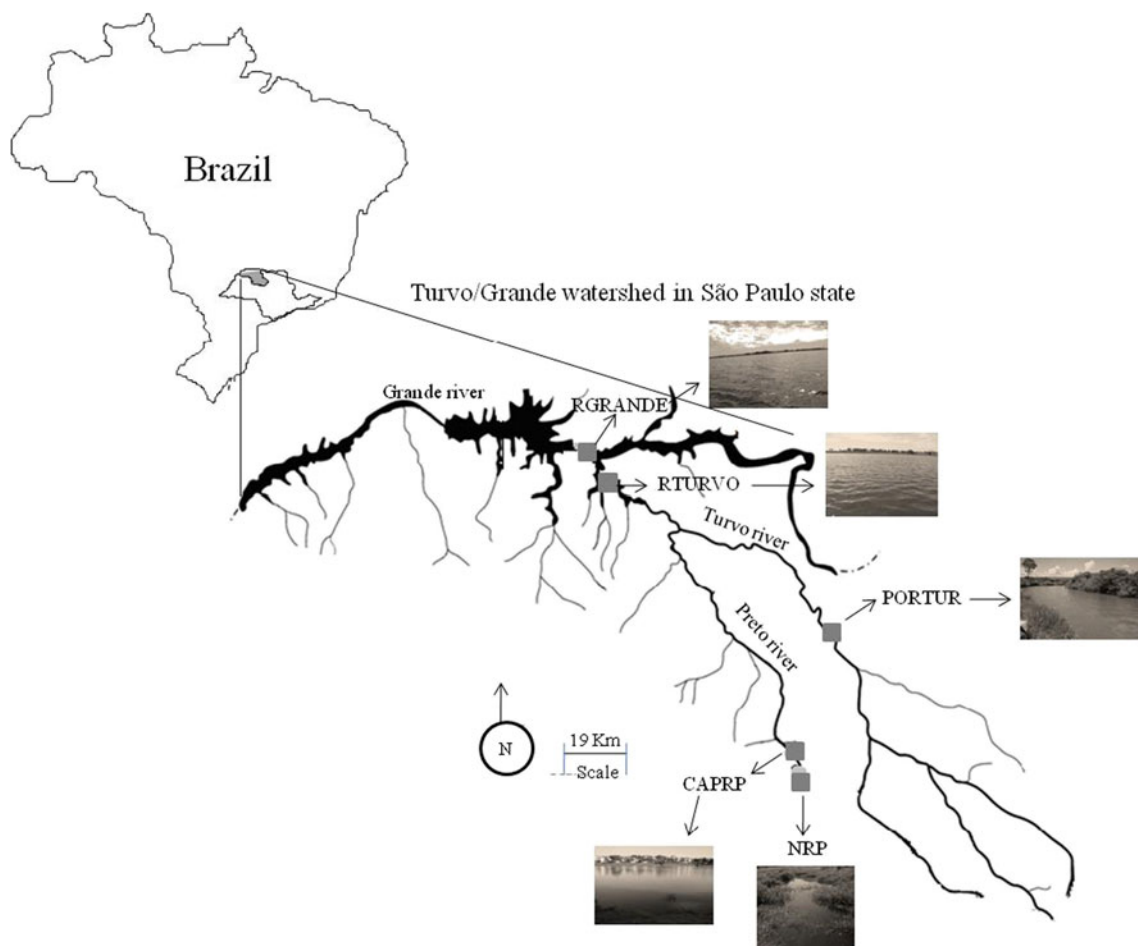 Brazil
Turvo/Grande watershed in São Paulo state
Grande river
RGRANDE
RTURVO
Turvo river
PORTUR
Preto river
N
19 Km
Scale
CAPRP
NRP